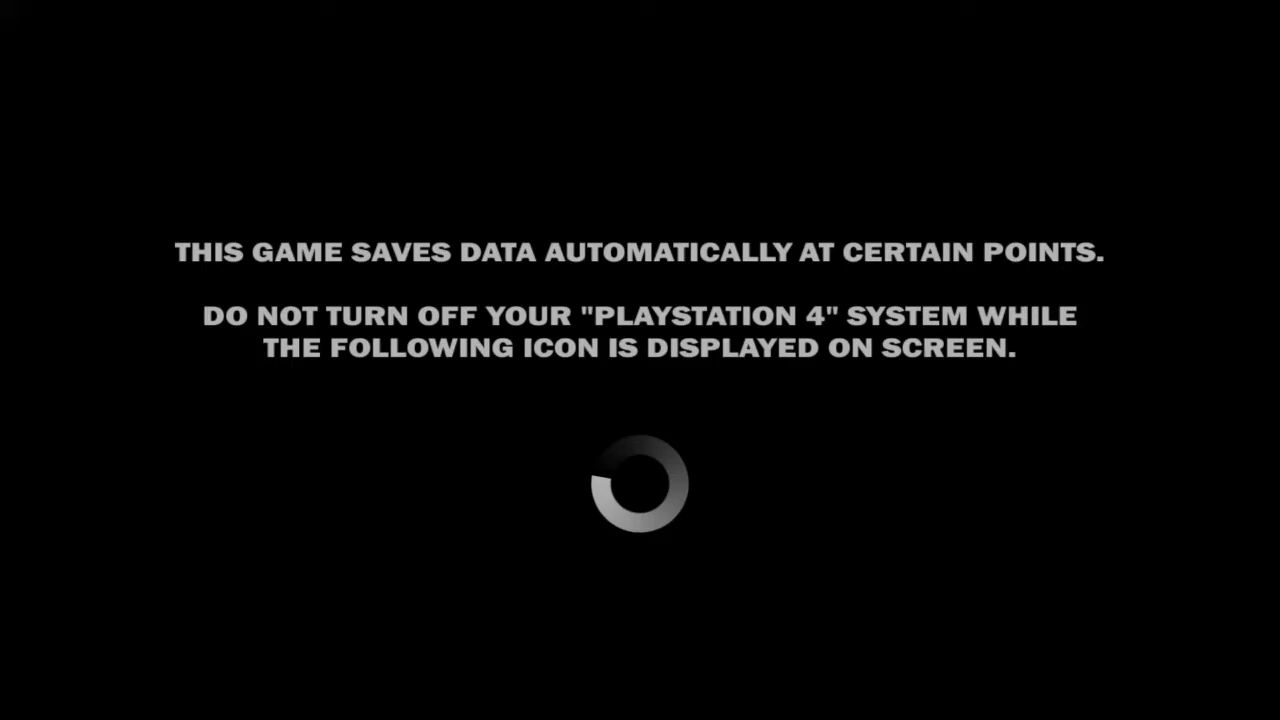 THIS GAME SAVES DATA AUTOMATICALLY AT CERTAIN POINTS.
DO NOT TURN OFF YOUR "PLAYSTATION 4" SYSTEM WHILE
THE FOLLOWING ICON IS DISPLAYED ON SCREEN.